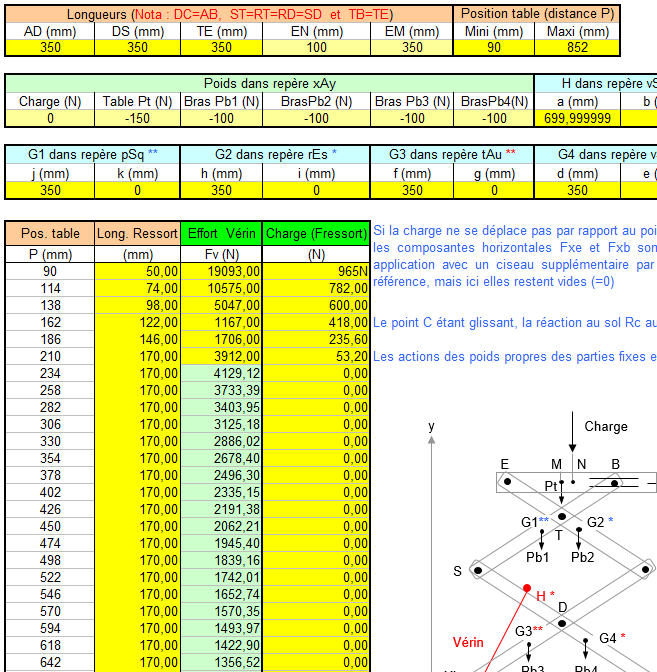 Longueurs (Nota : DC=AB, ST=RT=RD=SD et TB=TE) Position table (distance P)
AD (mm) DS (mm) TE (mm) EN (mm) EM (mm) Mini (mm) Maxi (mm)
350 350 350 100 350 90 852
Poids dans repère xAy H dans repère vS
Charge (N) Table Pt (N) Bras Pb1 (N) BrasPb2 (N) Bras Pb3 (N) BrasPb4(N) a (mm) b (
0 -150 -100 -100 -100 -100 699,999999
G1 dans repère pSq ** G2 dans repère rEs * G3 dans repère tAu ** G4 dans repère v
j (mm) k (mm) h (mm) i (mm) f (mm) g (mm) d (mm) e (
350 0 350 0 350 0 350
Pos. table Long. Ressort Effort Vérin Charge (Fressort)
P (mm) (mm) Fv (N) (N)
90 50,00 19093,00 965N
114 74,00 10575,00 782,00
138 98,00 5047,00 600,00
162 122,00 1167,00 418,00
186 146,00 1706,00 235,60
210 170,00 3912,00 53,20
234 170,00 4129,12 0,00
258 170,00 3733,39 0,00
282 170,00 3403,95 0,00
306 170,00 3125,18 0,00
330 170,00 2886,02 0,00
354 170,00 2678,40 0,00
378 170,00 2496,30 0,00
402 170,00 2335,15 0,00
426 170,00 2191,38 0,00
450 170,00 2062,21 0,00
474 170,00 1945,40 0,00
498 170,00 1839,16 0,00
522 170,00 1742,01 0,00
546 170,00 1652,74 0,00
570 170,00 1570,35 0,00
594 170,00 1493,97 0,00
618 170,00 1422,90 0,00
642 170,00 1356,52 0,00
Si la charge ne se déplace pas par rapport au poi
les composantes horizontales Fxe et Fxb son
application avec un ciseau supplémentaire par
référence, mais ici elles restent vides (=0)
Le point C étant glissant, la réaction au sol Rc au
Les actions des poids propres des parties fixes e
y
Charge
E M N B
Pt
G1** G2 *
T
Pb1 Pb2
S
H *
D
G3** G4 *
Vérin
Pb3 Pb4